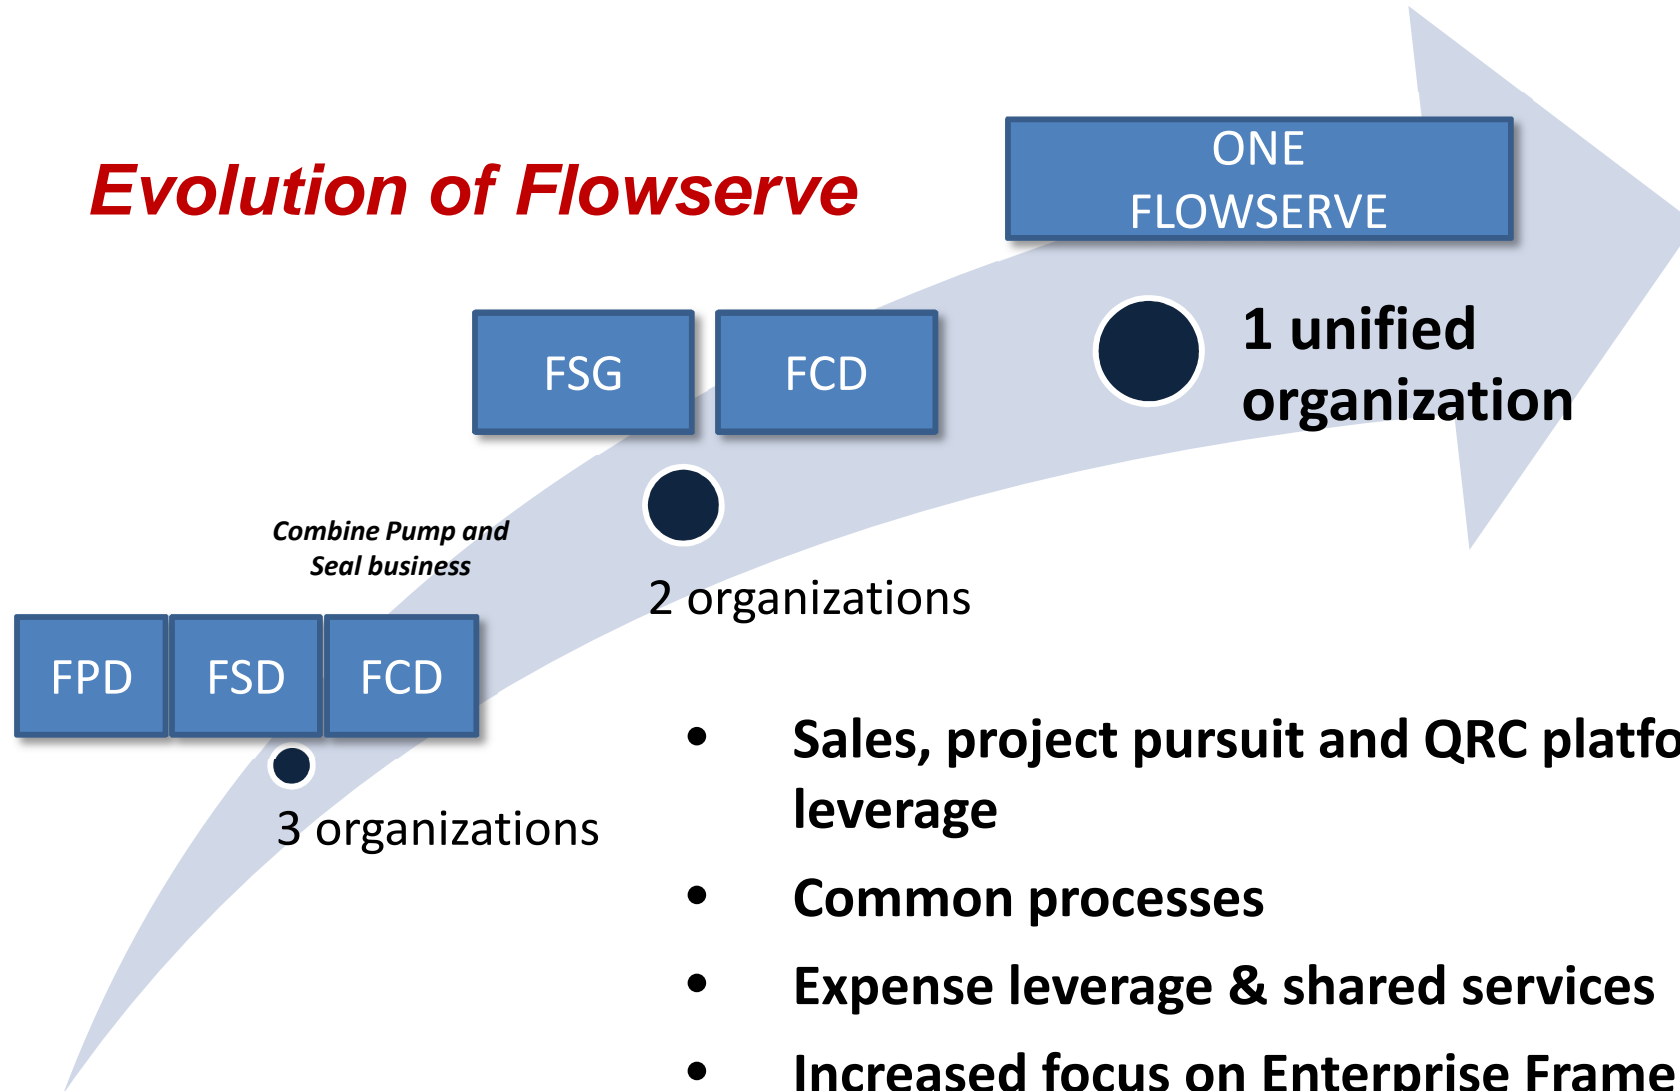 Evolution of Flowserve
ONE
FLOWSERVE
FSG
FCD
1 unified
organization
Combine Pump and
Seal business
2 organizations
FPD
FSD
FCD
3 organizations
• Sales, project pursuit and QRC
leverage
• Common processes
• Expense leverage & shared services
• Increased focus on Enterprise